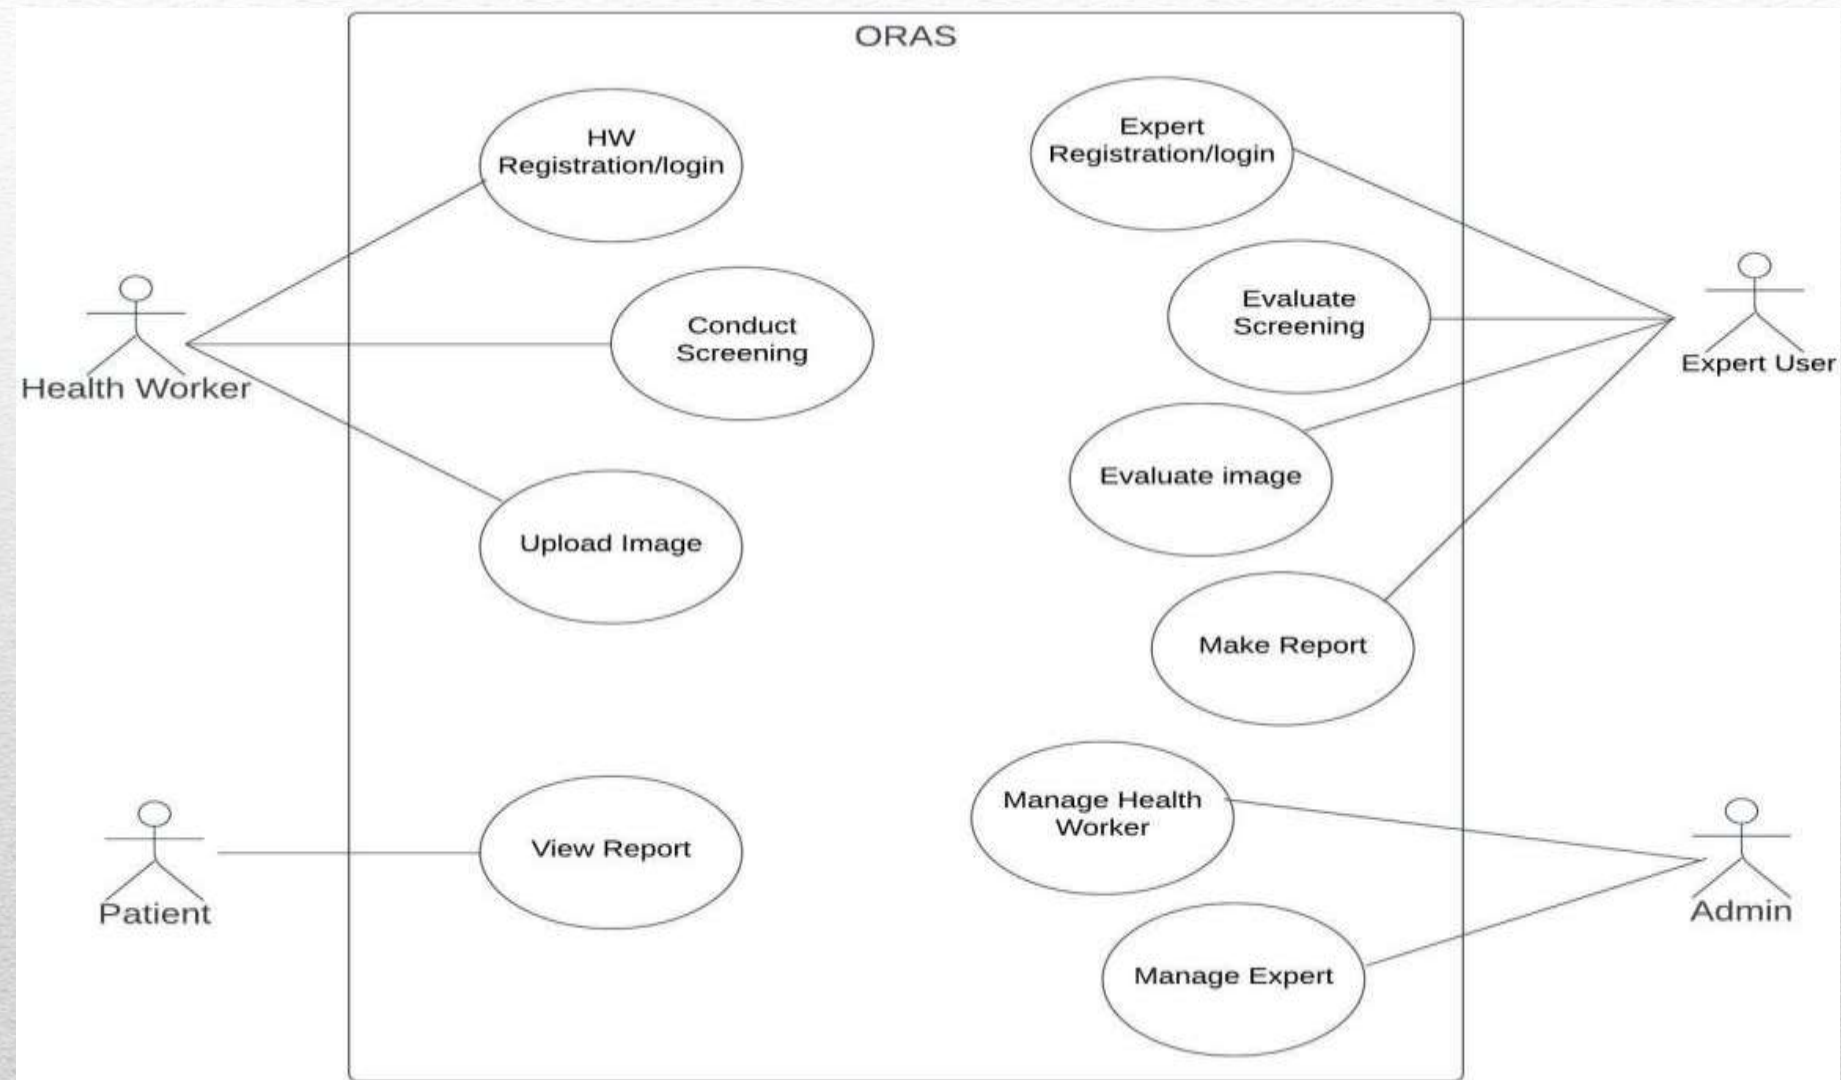 ORAS
HW
Registration/login
Expert
Registration/login
Conduct
Screening
Evaluate
Screening
Health Worker
Expert User
Evaluate image
Upload Image
Make Report
Manage Health
Worker
View Report
Patient
Admin
Manage Expert